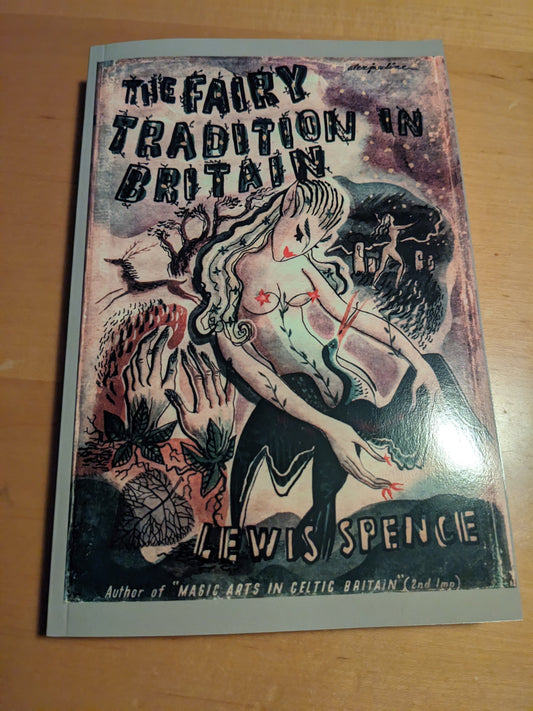 THE FAIRY
TRADITION IN
BRITAIN
LEWIS SPENCE
Author of "MAGIC ARTS IN CELTIC BRITAIN" (2nd Imp)